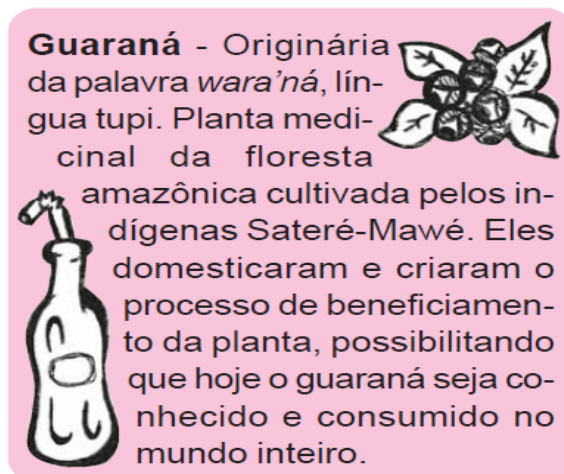 Guaraná - Originária
da palavra wara'ná, lín-
gua tupi. Planta medi-
cinal da floresta
amazônica cultivada pelos in-
dígenas Sateré-Mawé. Eles
domesticaram e criaram o
processo de beneficiamen-
to da planta, possibilitando
que hoje o guaraná seja co-
nhecido e consumido no
mundo inteiro.